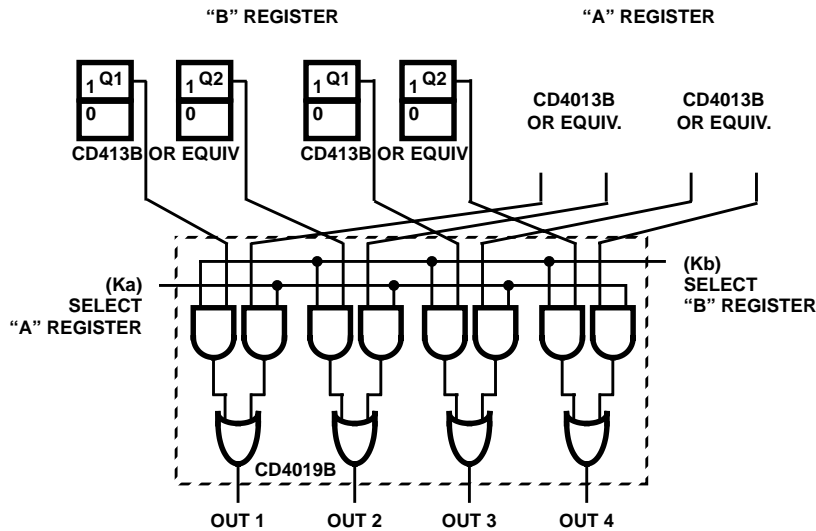 “B” REGISTER
“A” REGISTER
1 Q1
0
1 Q2
0
1 Q1
0
1 Q2
0
CD413B OR EQUIV
CD413B OR EQUIV
CD4013B
OR EQUIV.
CD4013B
OR EQUIV.
(Ka)
SELECT
“A” REGISTER
(Kb)
SELECT
“B” REGISTER
CD4019B
OUT 1
OUT 2
OUT 3
OUT 4